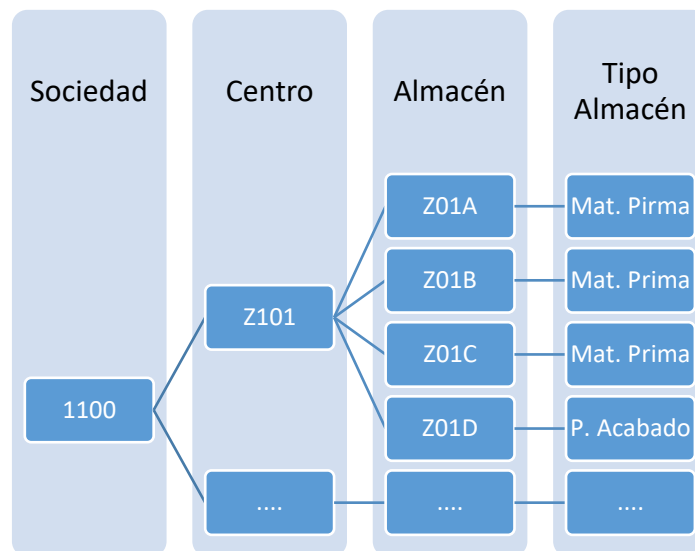 Sociedad
Centro
Almacén
Tipo
Almacén
Z01A
Mat. Pirma
Z01B
Mat. Prima
Z101
Z01C
Mat. Prima
1100
Z01D
P. Acabado
....
....
....